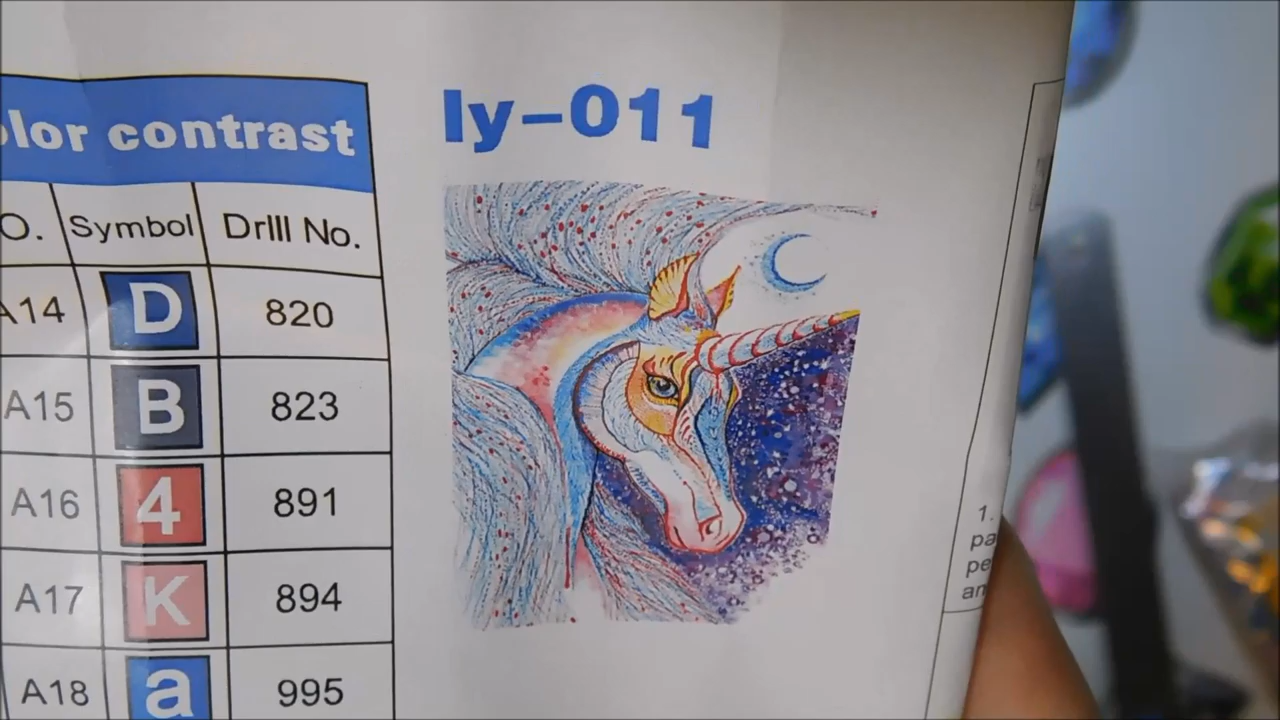 olor contrast
ly-011
O. Symbol Drlll No.
A14 D 820
A15 B 823
A16 4 891
A17 K 894
A18 a 995
1.
pa
pe
an